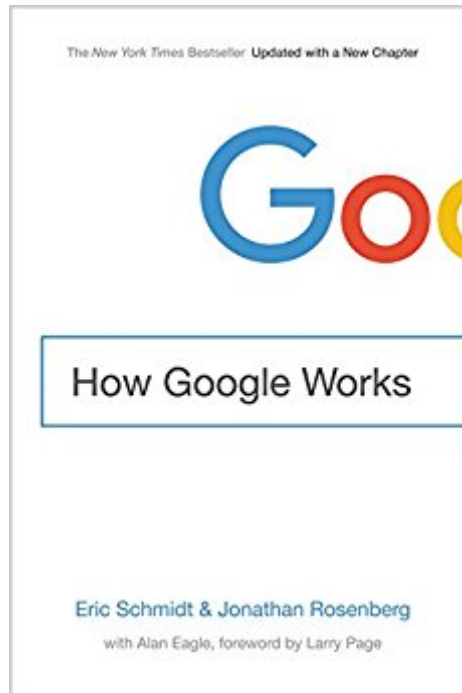 The New York Times Bestseller Updated with a New Chapter
Goo
How Google Works
Eric Schmidt & Jonathan Rosenberg
with Alan Eagle, foreword by Larry Page